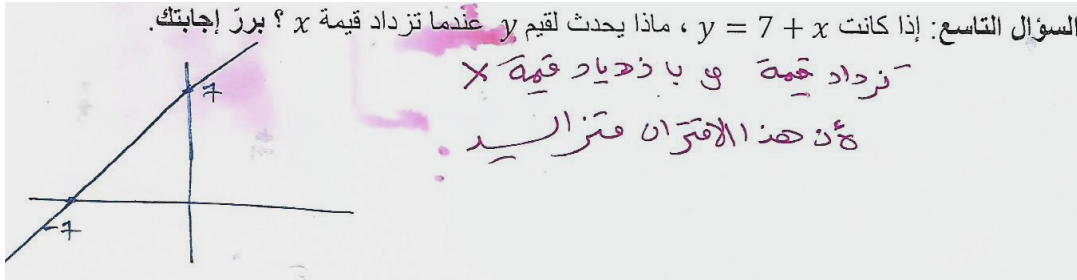 السؤال التاسع: إذا كانت y = 7 + x ، ماذا يحدث لقيم y عندما تزداد قيمة x ؟ برّر إجابتك.
تزداد قيمة y بازدياد قيمة x
لأن هذا الاقتران متزايد
7
-7